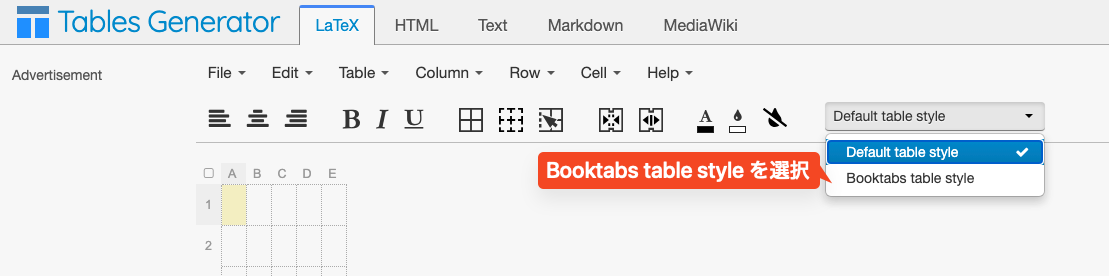 Tables Generator
LaTeX HTML Text Markdown MediaWiki
Advertisement
File Edit Table Column Row Cell Help
B I U A Default table style
Default table style
Booktabs table style を選択
Booktabs table style
A B C D E
1
2